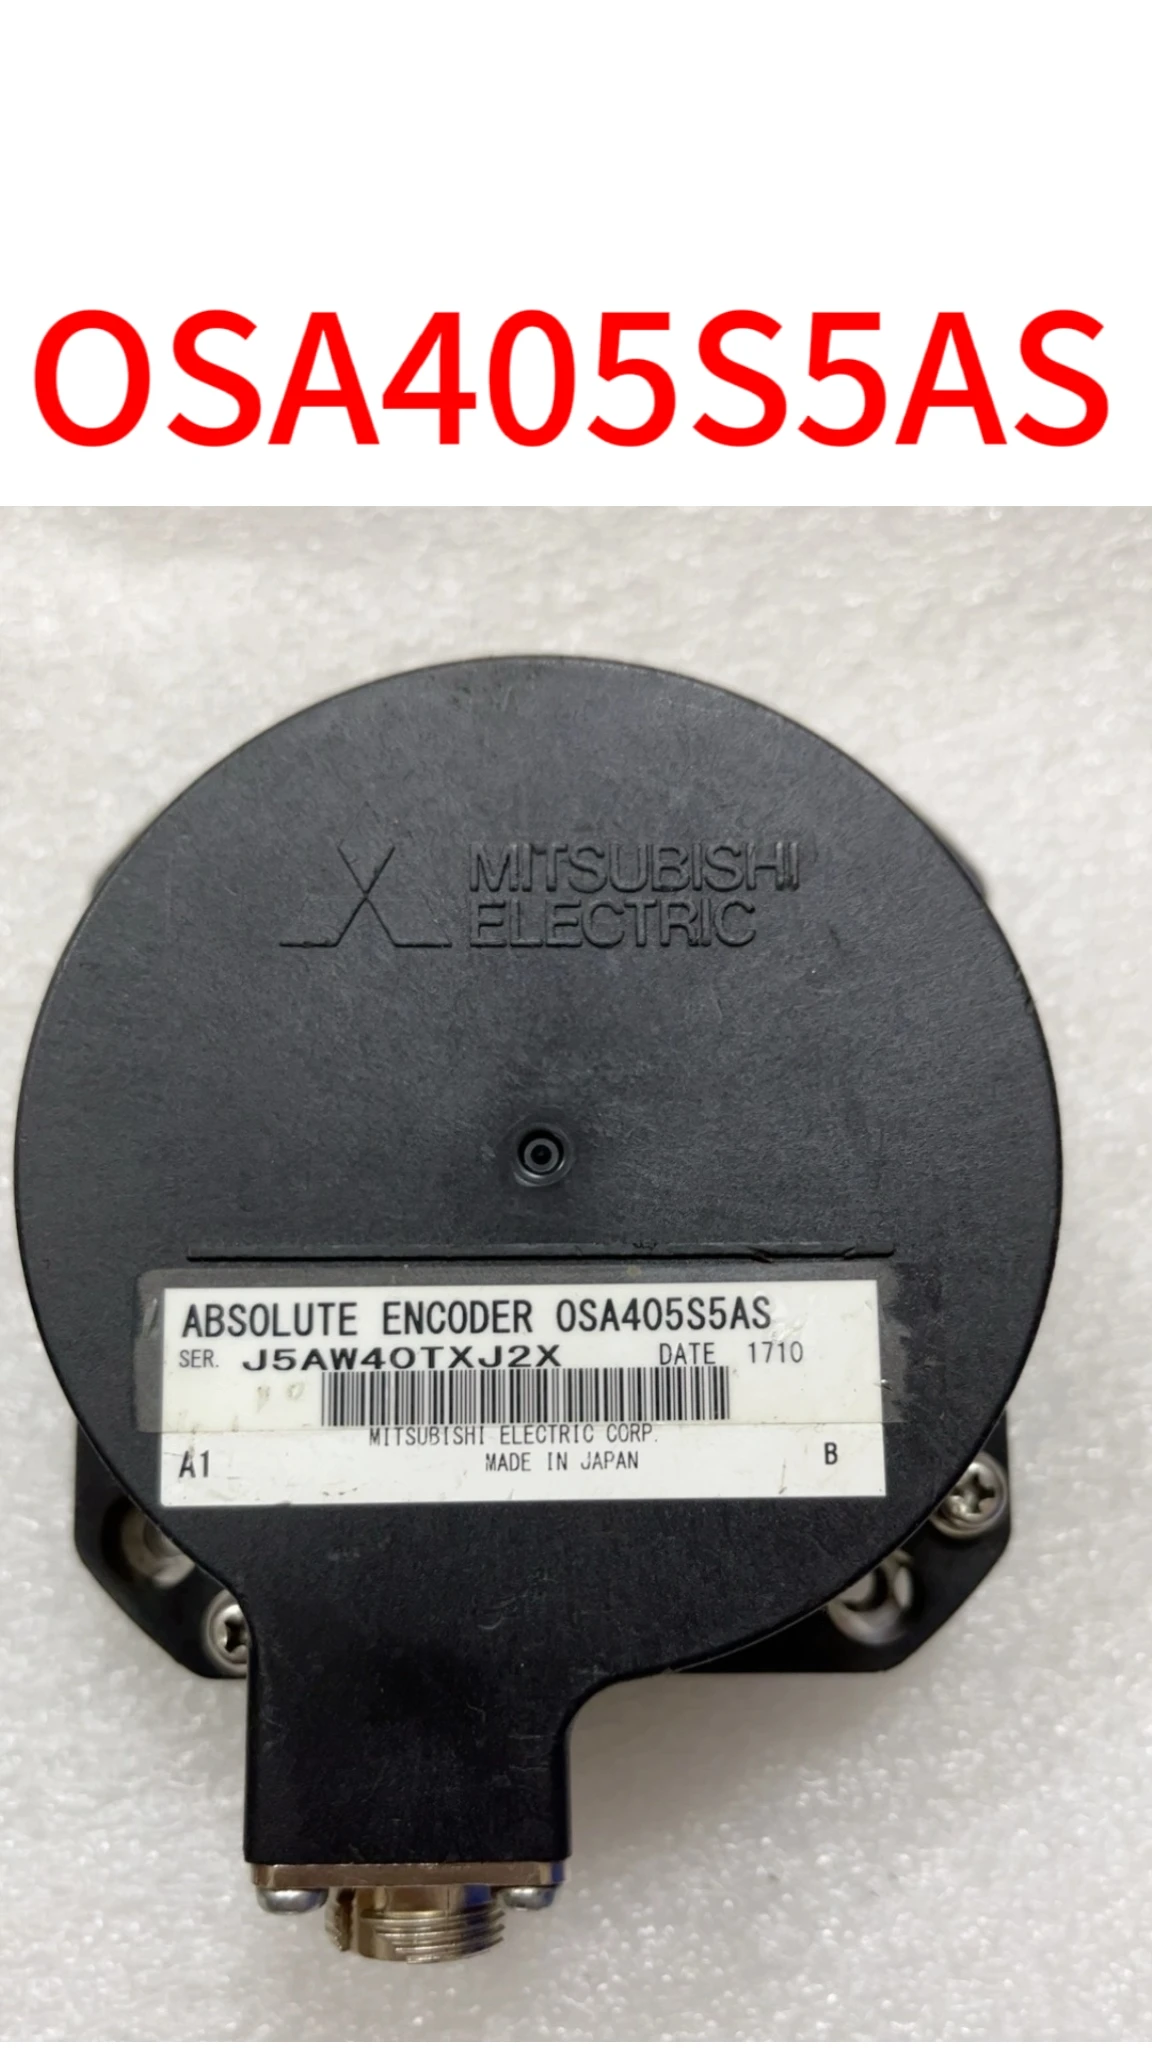 OSA405S5AS
MITSUBISHI
ELECTRIC
ABSOLUTE ENCODER OSA405S5AS
SER. J5AW40TXJ2X DATE 1710
MITSUBISHI ELECTRIC CORP.
A1 MADE IN JAPAN B